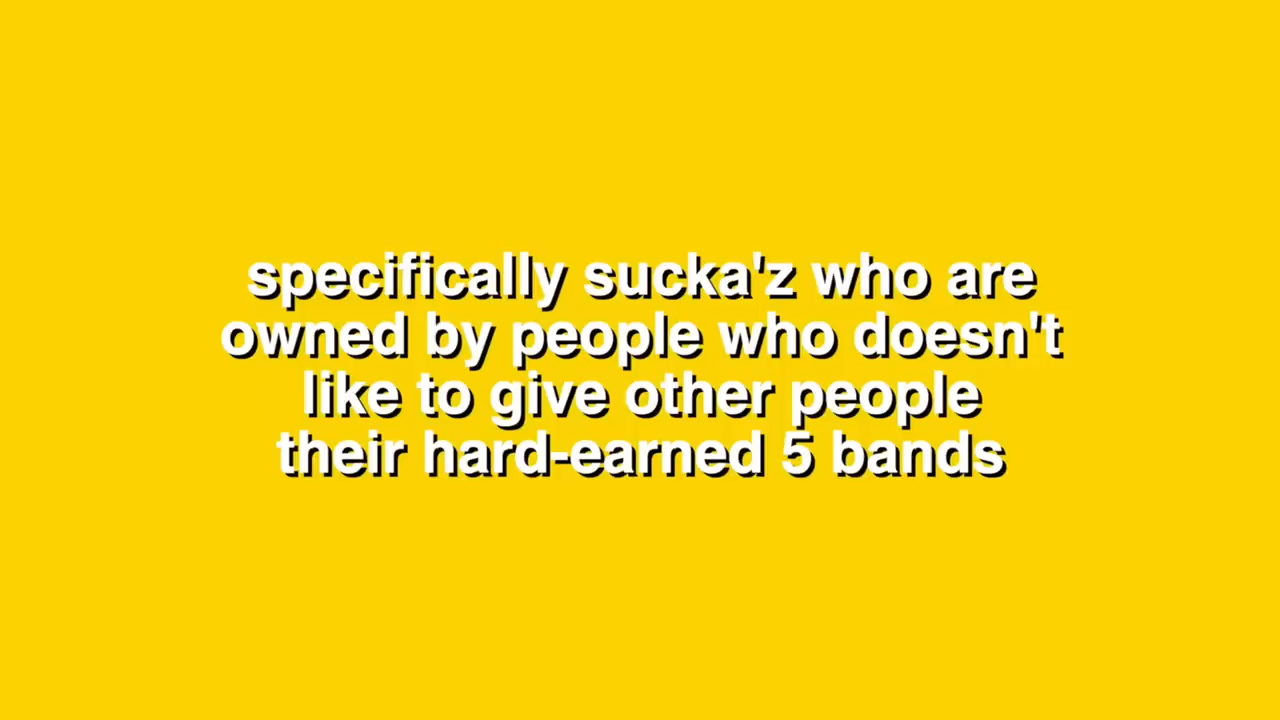 specifically sucka'z who are
owned by people who doesn't
like to give other people
their hard-earned 5 bands